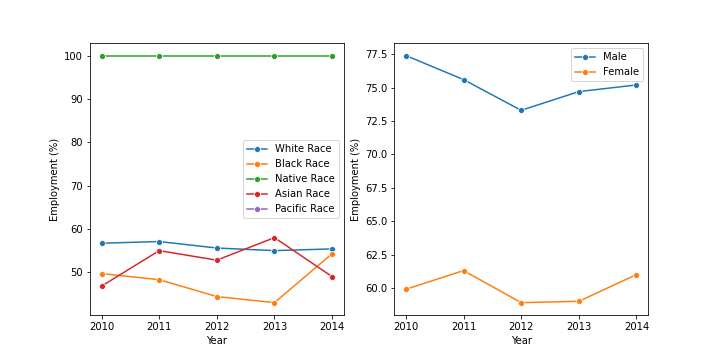 100
90
80
70
60
50
Employment (%)
2010 2011 2012 2013 2014
Year
White Race
Black Race
Native Race
Asian Race
Pacific Race
77.5
75.0
72.5
70.0
67.5
65.0
62.5
60.0
Employment (%)
2010 2011 2012 2013 2014
Year
Male
Female